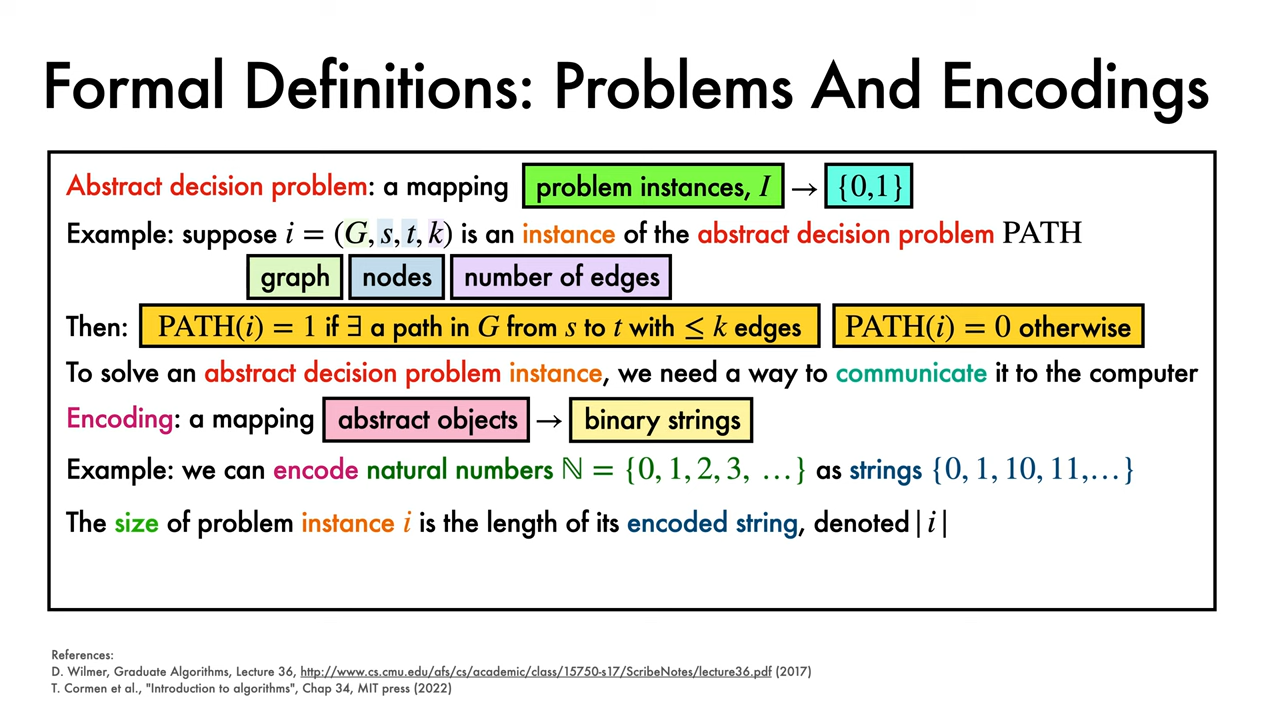 Formal Definitions: Problems And Encodings
Abstract decision problem: a mapping problem instances, I → {0,1}
Example: suppose i = (G, s, t, k) is an instance of the abstract decision problem PATH
graph nodes number of edges
Then: PATH(i) = 1 if ∃ a path in G from s to t with ≤ k edges PATH(i) = 0 otherwise
To solve an abstract decision problem instance, we need a way to communicate it to the computer
Encoding: a mapping abstract objects → binary strings
Example: we can encode natural numbers ℕ = {0, 1, 2, 3, …} as strings {0, 1, 10, 11,…}
The size of problem instance i is the length of its encoded string, denoted |i|
References:
D. Wilmer, Graduate Algorithms, Lecture 36, http://www.cs.cmu.edu/afs/cs/academic/class/15750-s17/ScribeNotes/lecture36.pdf (2017)
T. Cormen et al., "Introduction to algorithms", Chap 34, MIT press (2022)